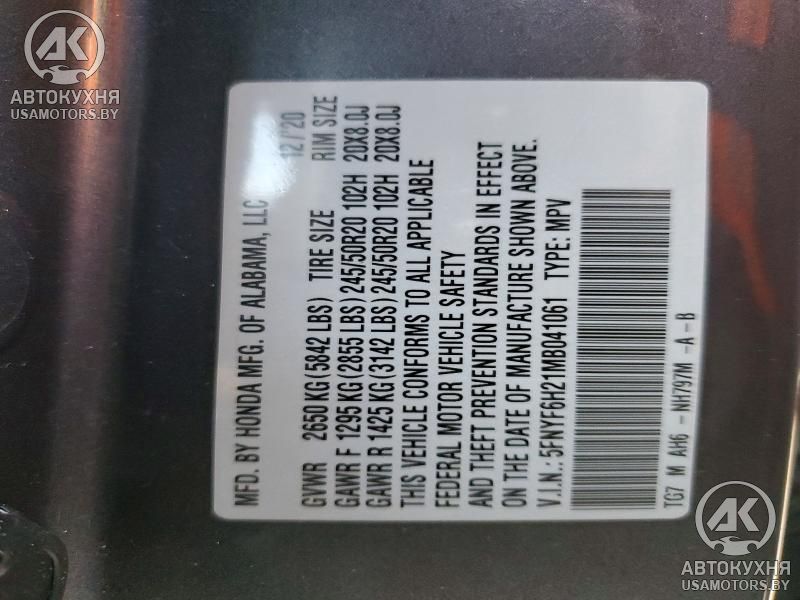 AK
АВТОКУХНЯ
USAMOTORS.BY
MFD. BY HONDA MFG. OF ALABAMA, LLC 12/'20
GVWR 2650 KG(5842 LBS) TIRE SIZE RIM SIZE
GAWR F 1295 KG(2855 LBS)245/50R20 102H 20X8.0J
GAWR R 1425 KG(3142 LBS)245/50R20 102H 20X8.0J
THIS VEHICLE CONFORMS TO ALL APPLICABLE
FEDERAL MOTOR VEHICLE SAFETY
AND THEFT PREVENTION STANDARDS IN EFFECT
ON THE DATE OF MANUFACTURE SHOWN ABOVE.
V.I.N.: 5FNYF6H21MB041061 TYPE: MPV
TG7 M AH6 -NH797M -A-B
AK
АВТОКУХНЯ
USAMOTORS.BY